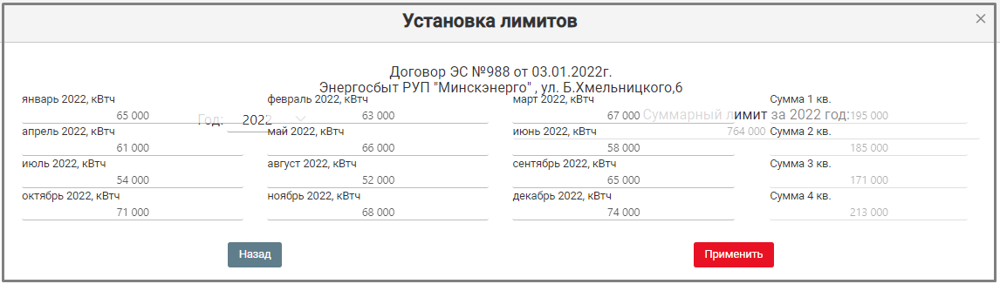 Установка лимитов
×
Договор ЭС №988 от 03.01.2022г.
Энергосбыт РУП "Минскэнерго" , ул. Б.Хмельницкого,6
январь 2022, кВтч февраль 2022, кВтч март 2022, кВтч Сумма 1 кв.
65 000 63 000 67 000 195 000
Год: 2022 Суммарный лимит за 2022 год:
апрель 2022, кВтч май 2022, кВтч июнь 2022, кВтч 764 000 Сумма 2 кв.
61 000 66 000 58 000 185 000
июль 2022, кВтч август 2022, кВтч сентябрь 2022, кВтч Сумма 3 кв.
54 000 52 000 65 000 171 000
октябрь 2022, кВтч ноябрь 2022, кВтч декабрь 2022, кВтч Сумма 4 кв.
71 000 68 000 74 000 213 000
Назад Применить